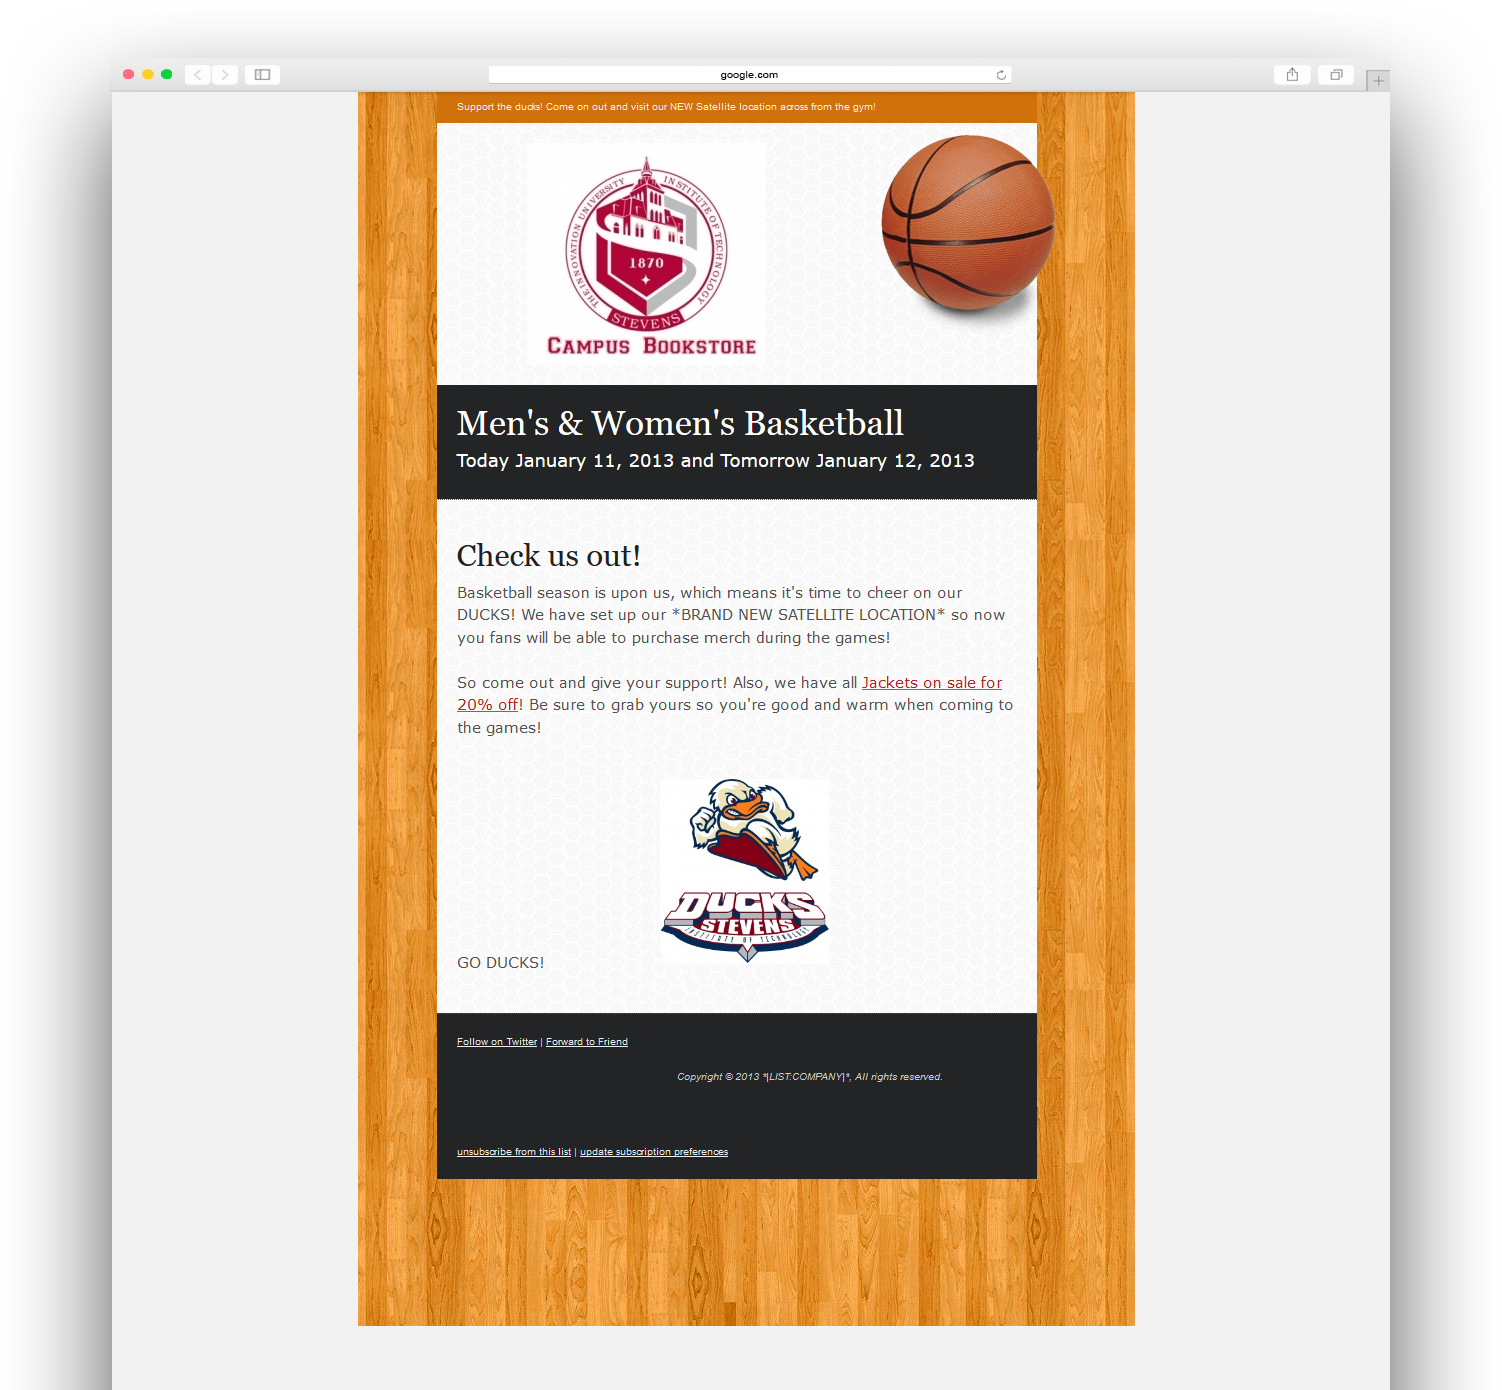 google.com
Support the ducks! Come on out and visit our NEW Satellite location across from the gym!
THE INNOVATION UNIVERSITY
INSTITUTE OF TECHNOLOGY
1870
STEVENS
CAMPUS BOOKSTORE
Men's & Women's Basketball
Today January 11, 2013 and Tomorrow January 12, 2013
Check us out!
Basketball season is upon us, which means it's time to cheer on our
DUCKS! We have set up our *BRAND NEW SATELLITE LOCATION* so now
you fans will be able to purchase merch during the games!
So come out and give your support! Also, we have all Jackets on sale for
20% off! Be sure to grab yours so you're good and warm when coming to
the games!
DUCKS
STEVENS
INSTITUTE OF TECHNOLOGY
GO DUCKS!
Follow on Twitter | Forward to Friend
Copyright © 2013 *|LIST:COMPANY|*, All rights reserved.
unsubscribe from this list | update subscription preferences